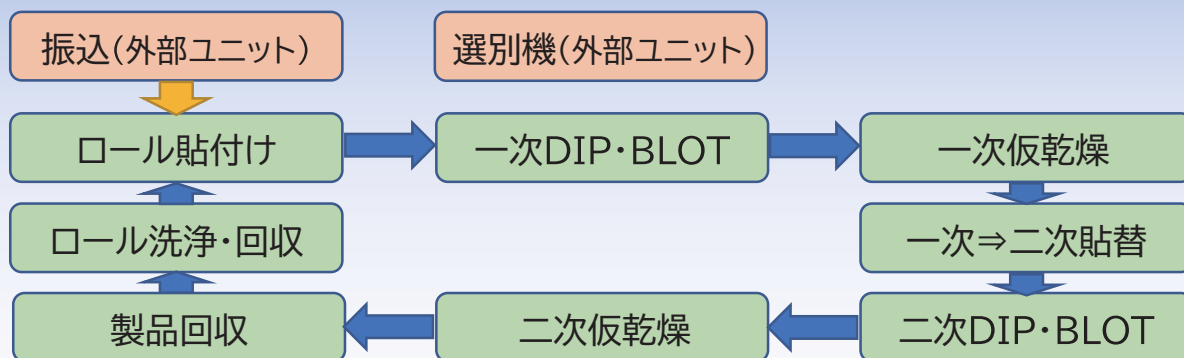 振込(外部ユニット)
選別機(外部ユニット)
ロール貼付け
一次DIP・BLOT
一次仮乾燥
ロール洗浄・回収
一次⇒二次貼替
製品回収
二次仮乾燥
二次DIP・BLOT